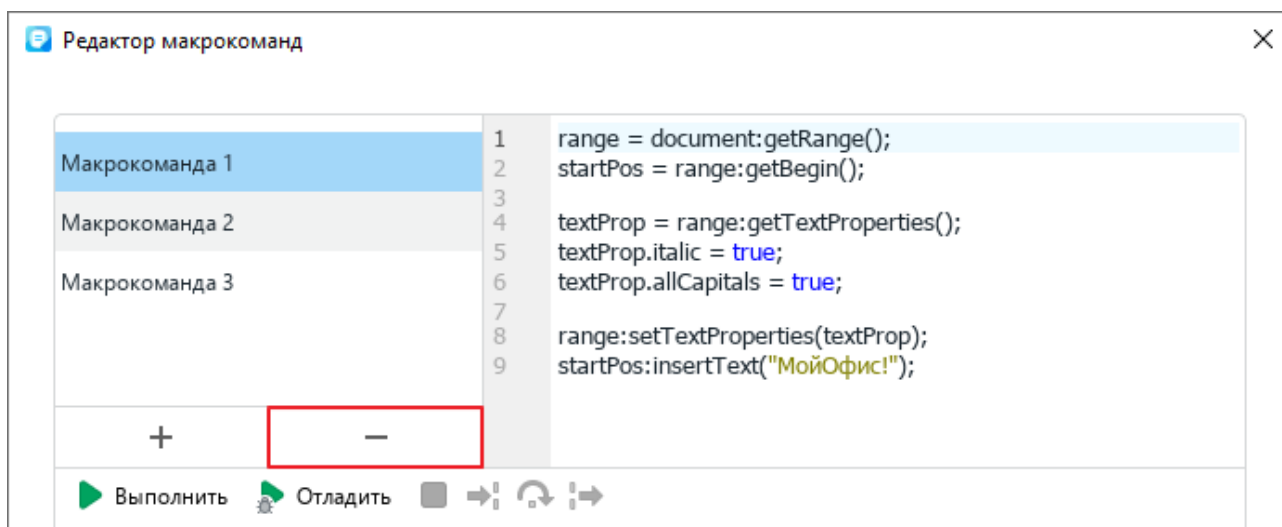 Редактор макрокоманд
Макрокоманда 1
Макрокоманда 2
Макрокоманда 3
1 range = document:getRange();
2 startPos = range:getBegin();
3
4 textProp = range:getTextProperties();
5 textProp.italic = true;
6 textProp.allCapitals = true;
7
8 range:setTextProperties(textProp);
9 startPos:insertText("МойОфис!");
+ −
Выполнить Отладить